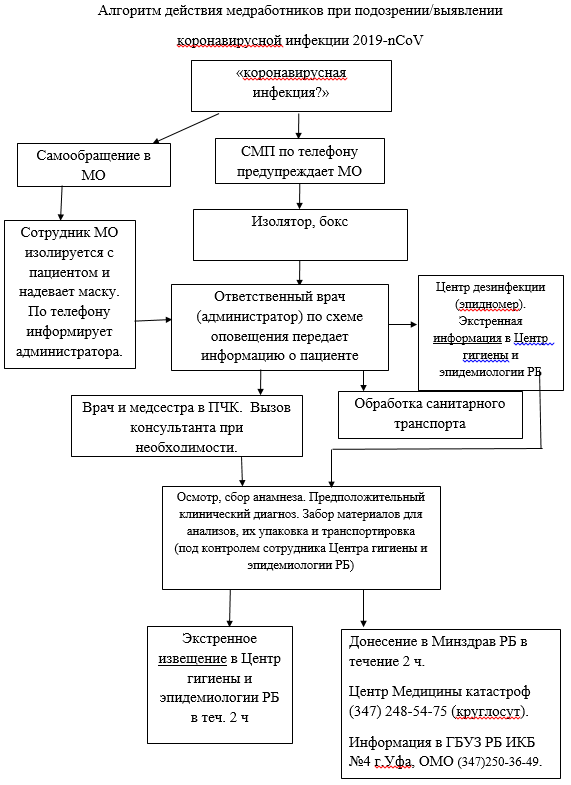 Алгоритм действия медработников при подозрении/выявлении
коронавирусной инфекции 2019-nCoV
«коронавирусная
инфекция?»
Самообращение в
МО
СМП по телефону
предупреждает МО
Сотрудник МО
изолируется с
пациентом и
надевает маску.
По телефону
информирует
администратора.
Изолятор, бокс
Ответственный врач
(администратор) по схеме
оповещения передает
информацию о пациенте
Центр дезинфекции
(эпидномер).
Экстренная
информация в Центр
гигиены и
эпидемиологии РБ
Врач и медсестра в ПЧК. Вызов
консультанта при
необходимости.
Обработка санитарного
транспорта
Осмотр, сбор анамнеза. Предположительный
клинический диагноз. Забор материалов для
анализов, их упаковка и транспортировка
(под контролем сотрудника Центра гигиены и
эпидемиологии РБ)
Экстренное
извещение в Центр
гигиены и
эпидемиологии РБ
в теч. 2 ч
Донесение в Минздрав РБ в
течение 2 ч.
Центр Медицины катастроф
(347) 248-54-75 (круглосут).
Информация в ГБУЗ РБ ИКБ
№4 г.Уфа, ОМО (347)250-36-49.